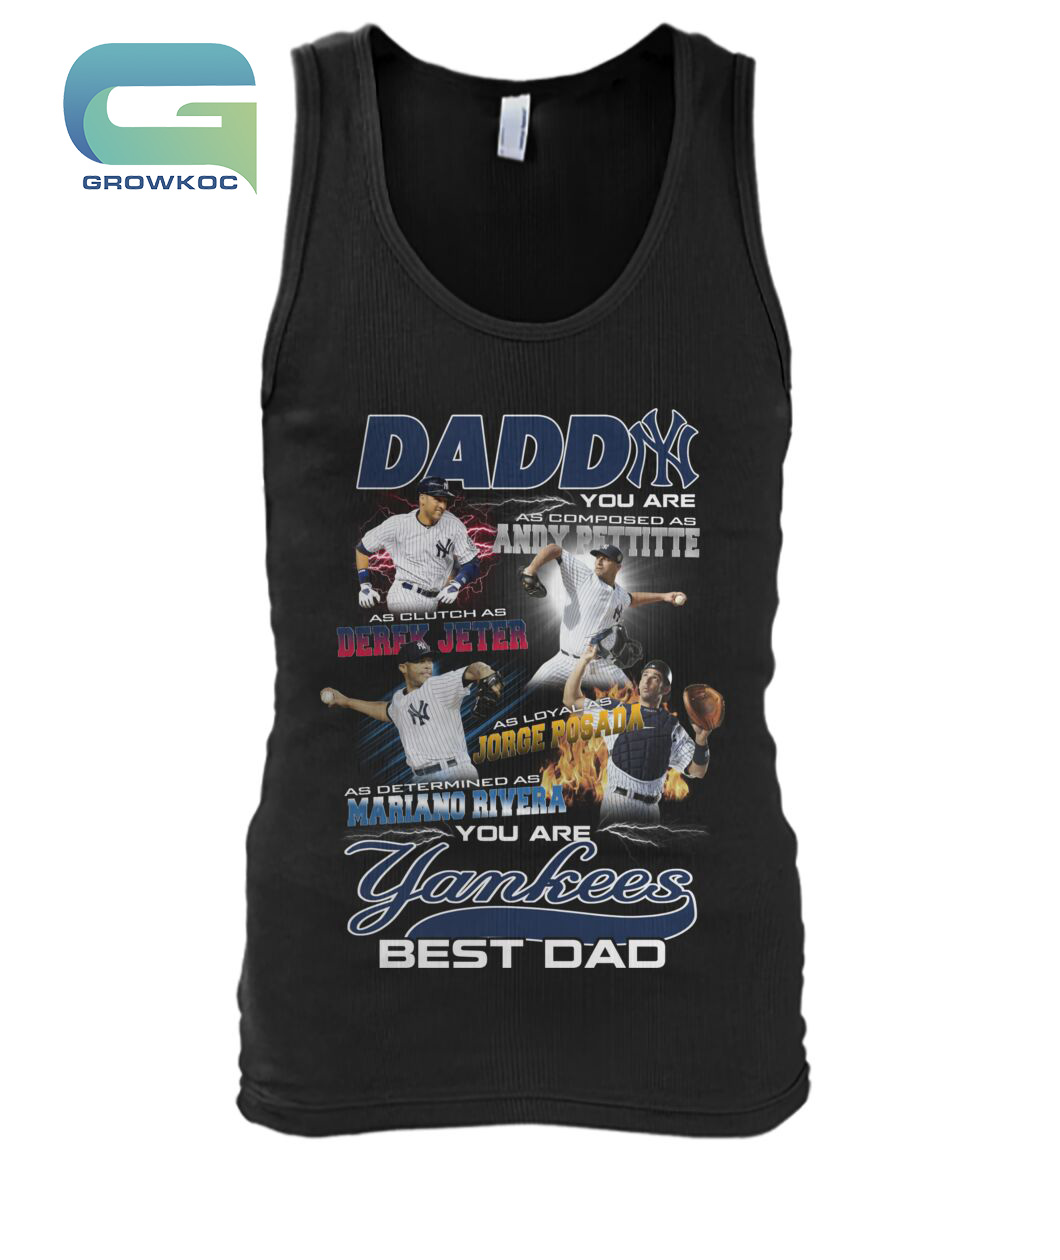 GROWKOC
DADD NY
YOU ARE
AS COMPOSED AS
ANDY PETTITTE
AS CLUTCH AS
DEREK JETER
AS LOYAL AS
JORGE POSADA
AS DETERMINED AS
MARIANO RIVERA
YOU ARE
Yankees
BEST DAD